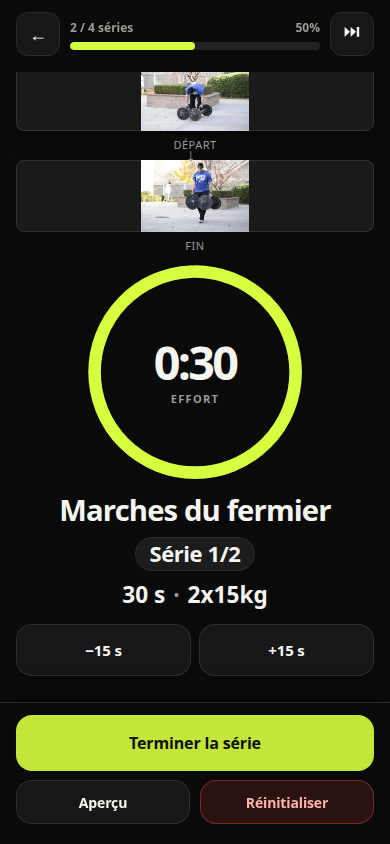 ←
2 / 4 séries
50%
DÉPART
↓
FIN
0:30
EFFORT
Marches du fermier
Série 1/2
30 s · 2x15kg
−15 s
+15 s
Terminer la série
Aperçu
Réinitialiser